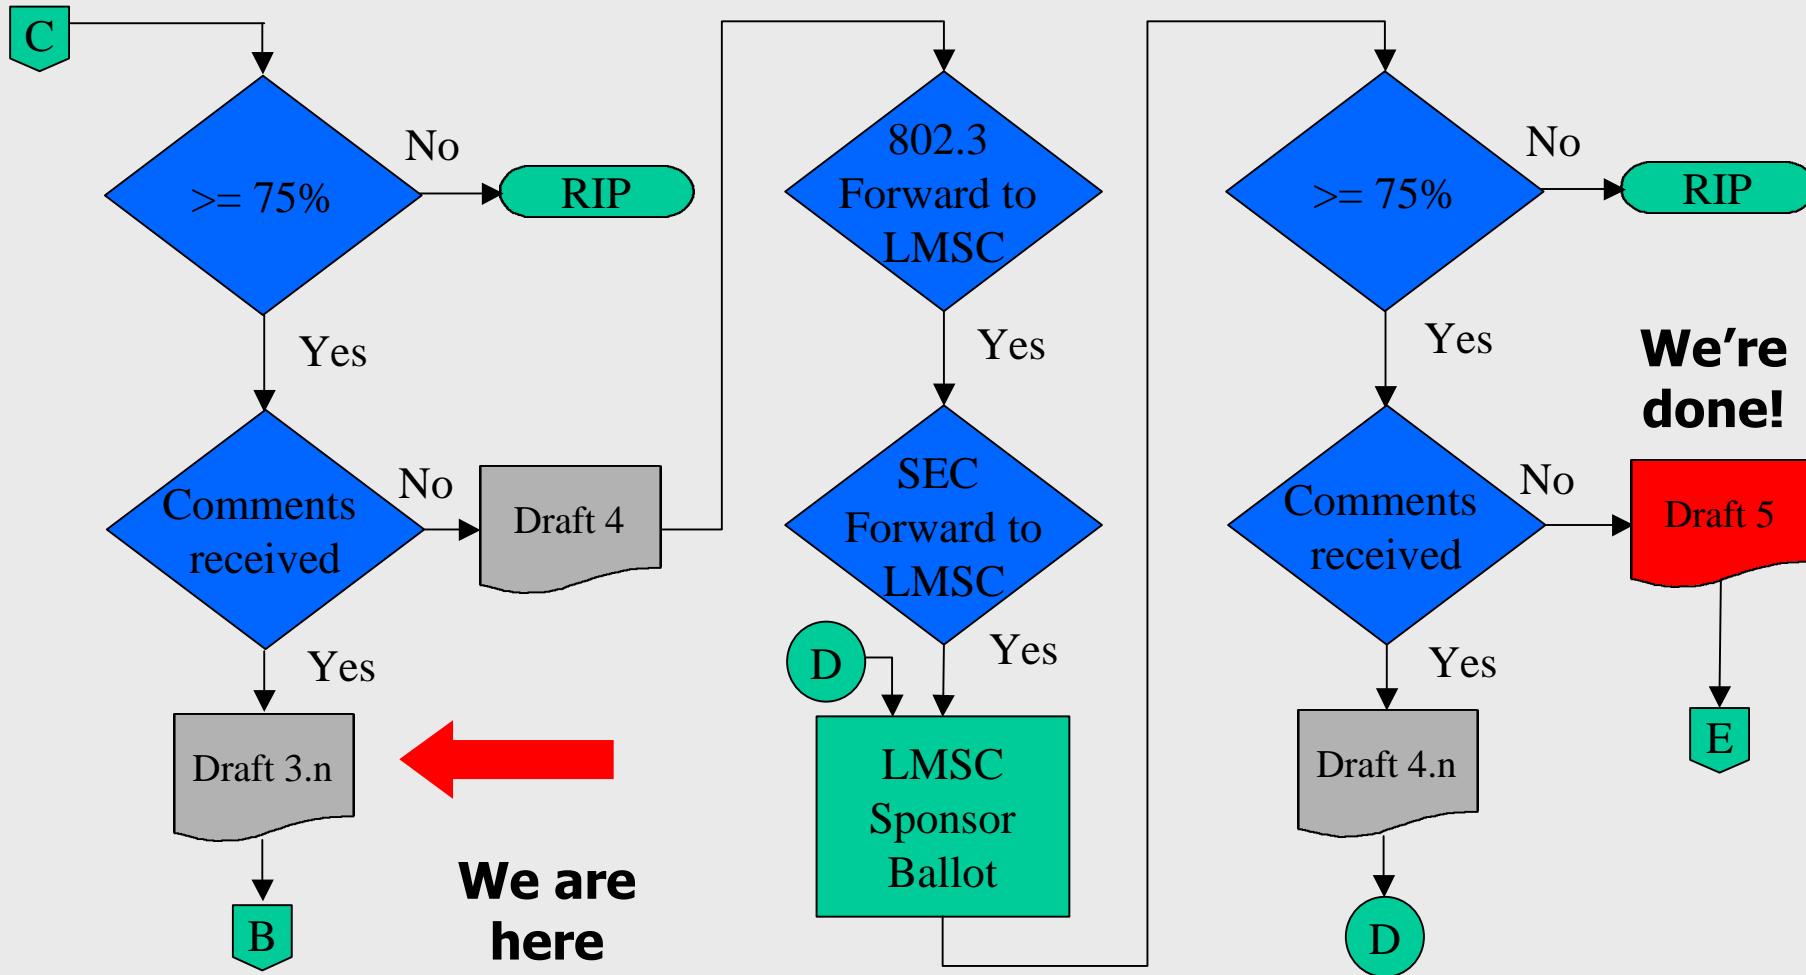 C
>= 75%
No
RIP
Yes
Comments
received
No
Draft 4
Yes
Draft 3.n
B
We are
here
802.3
Forward to
LMSC
Yes
SEC
Forward to
LMSC
Yes
D
LMSC
Sponsor
Ballot
>= 75%
No
RIP
Yes
Comments
received
No
We’re
done!
Draft 5
E
Yes
Draft 4.n
D